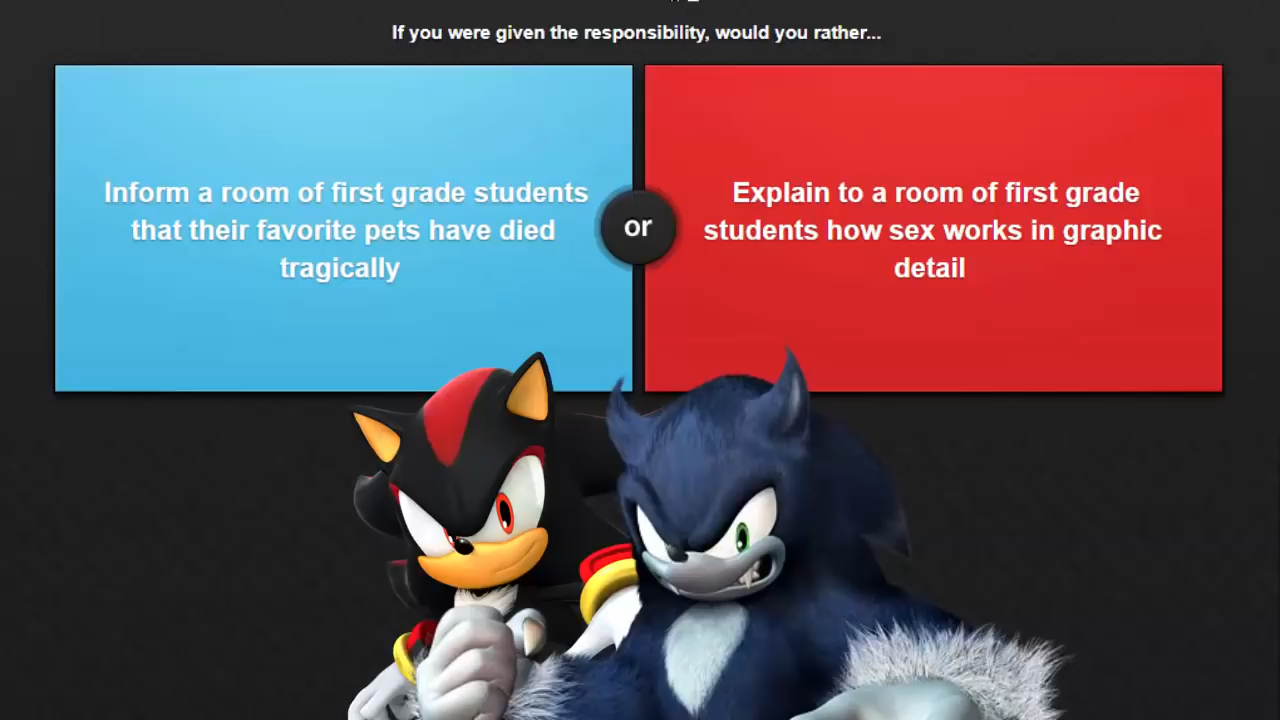 If you were given the responsibility, would you rather...
Inform a room of first grade students
that their favorite pets have died
tragically
or
Explain to a room of first grade
students how sex works in graphic
detail